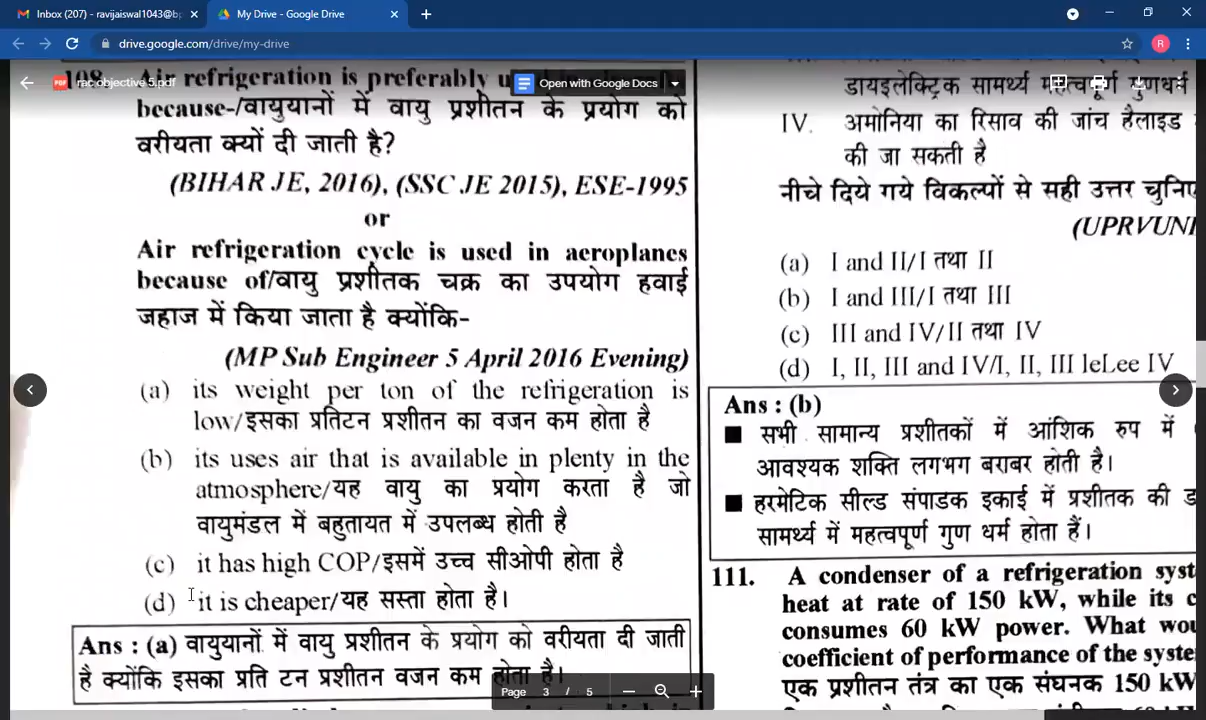 Inbox (207) - ravijaiswal1043@bp
My Drive - Google Drive
drive.google.com/drive/my-drive
R
PDF rac objective 5.pdf
Open with Google Docs
108. Air refrigeration is preferably
because-/वायुयानों में वायु प्रशीतन के प्रयोग को
वरीयता क्यों दी जाती है?
(BIHAR JE, 2016), (SSC JE 2015), ESE-1995
or
Air refrigeration cycle is used in aeroplanes
because of/वायु प्रशीतक चक्र का उपयोग हवाई
जहाज में किया जाता है क्योंकि-
(MP Sub Engineer 5 April 2016 Evening)
(a) its weight per ton of the refrigeration is
low/इसका प्रतिटन प्रशीतन का वजन कम होता है
(b) its uses air that is available in plenty in the
atmosphere/यह वायु का प्रयोग करता है जो
वायुमंडल में बहुतायत में उपलब्ध होती है
(c) it has high COP/इसमें उच्च सीओपी होता है
(d) it is cheaper/यह सस्ता होता है।
Ans : (a) वायुयानों में वायु प्रशीतन के प्रयोग को वरीयता दी जाती
है क्योंकि इसका प्रति टन प्रशीतन वजन कम होता है।
डायइलेक्ट्रिक सामर्थ्य महत्वपूर्ण गुणधर्म
IV. अमोनिया का रिसाव की जांच हैलाइड
की जा सकती है
नीचे दिये गये विकल्पों से सही उत्तर चुनिए
(UPRVUN
(a) I and II/I तथा II
(b) I and III/I तथा III
(c) III and IV/II तथा IV
(d) I, II, III and IV/I, II, III leLee IV
Ans : (b)
■ सभी सामान्य प्रशीतकों में आंशिक रुप में
आवश्यक शक्ति लगभग बराबर होती है।
■ हरमेटिक सील्ड संपाडक इकाई में प्रशीतक की ड
सामर्थ्य में महत्वपूर्ण गुण धर्म होता हैं।
111. A condenser of a refrigeration syst
heat at rate of 150 kW, while its c
consumes 60 kW power. What wou
coefficient of performance of the syste
एक प्रशीतन तंत्र का एक संघनक 150 kW
Page 3 / 5